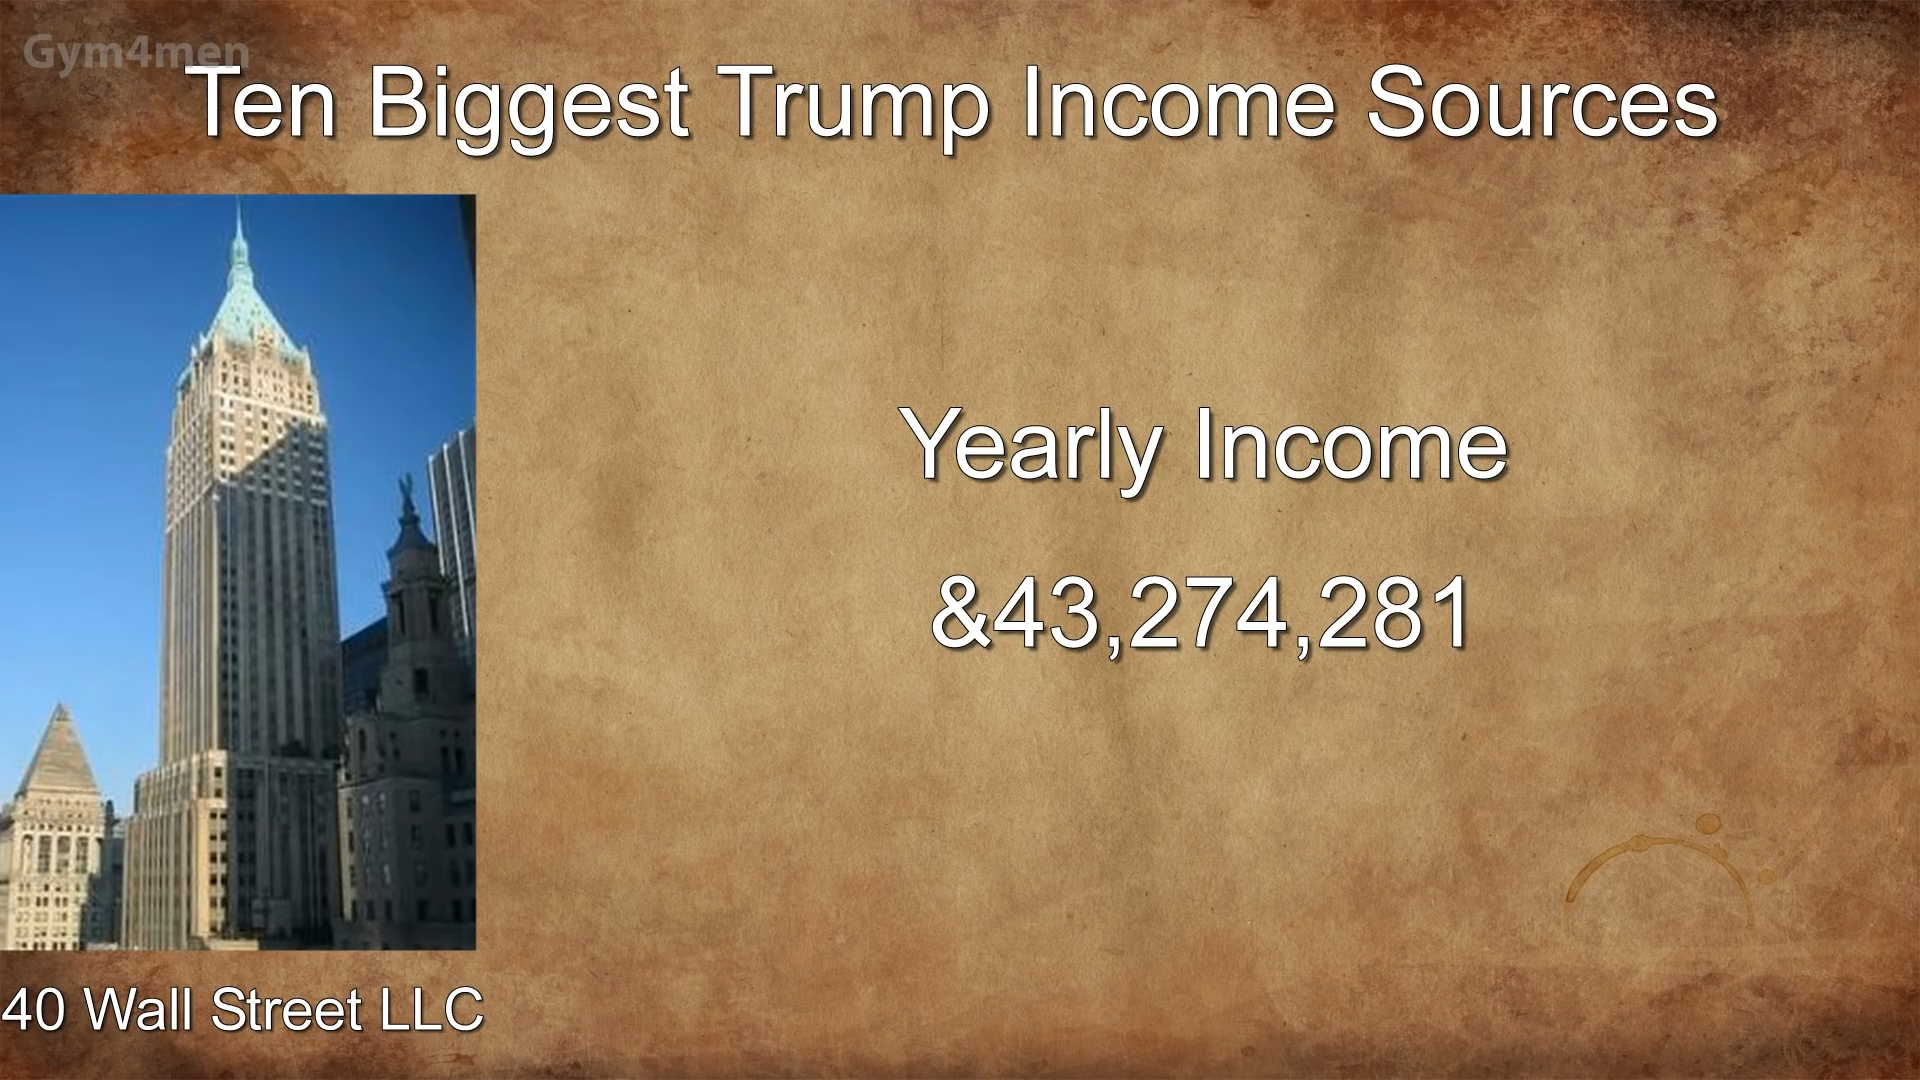 Gym4men
Ten Biggest Trump Income Sources
Yearly Income
&43,274,281
40 Wall Street LLC